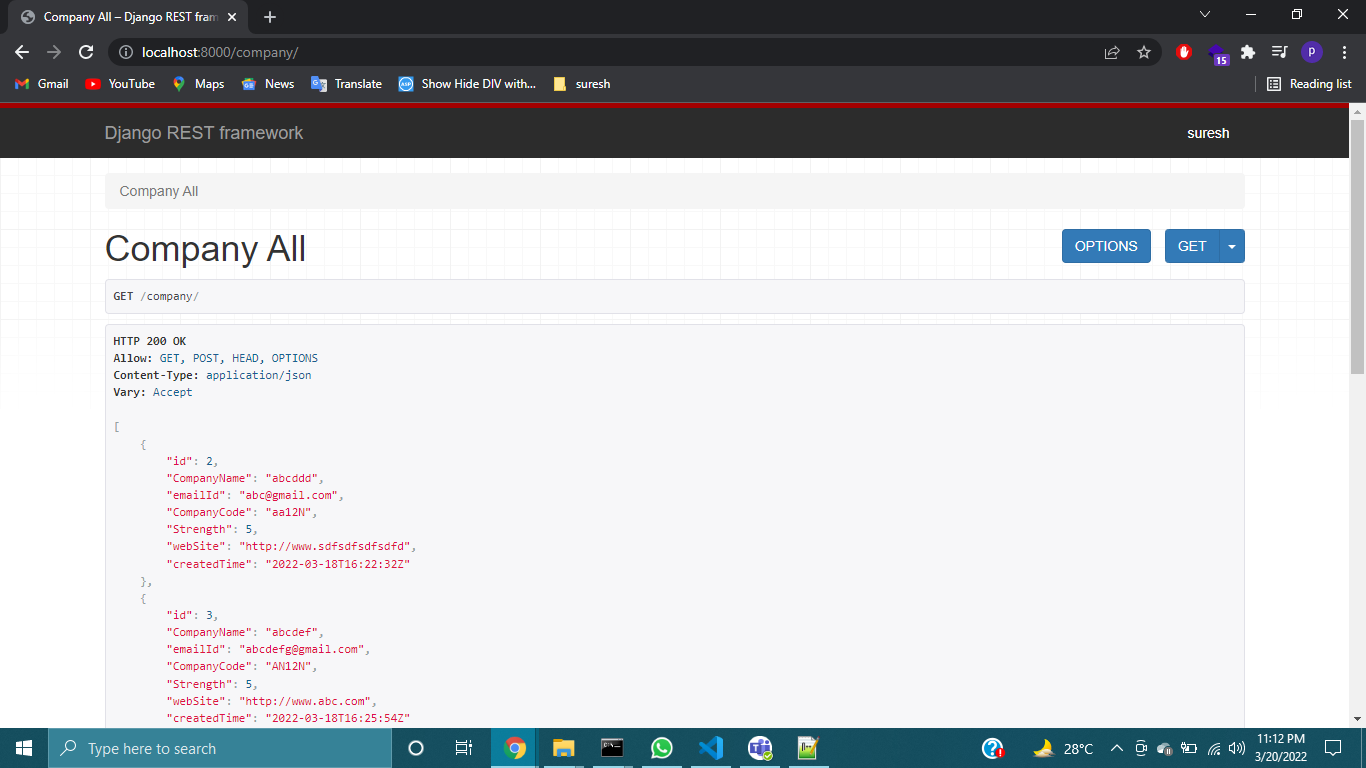 Company All – Django REST fram
localhost:8000/company/
15
p
Gmail
YouTube
Maps
News
Translate
Show Hide DIV with...
suresh
Reading list
Django REST framework
suresh
Company All
Company All
OPTIONS
GET
GET /company/
HTTP 200 OK
Allow: GET, POST, HEAD, OPTIONS
Content-Type: application/json
Vary: Accept
[
{
"id": 2,
"CompanyName": "abcddd",
"emailId": "abc@gmail.com",
"CompanyCode": "aa12N",
"Strength": 5,
"webSite": "http://www.sdfsdfsdfsdfd",
"createdTime": "2022-03-18T16:22:32Z"
},
{
"id": 3,
"CompanyName": "abcdef",
"emailId": "abcdefg@gmail.com",
"CompanyCode": "AN12N",
"Strength": 5,
"webSite": "http://www.abc.com",
"createdTime": "2022-03-18T16:25:54Z"
Type here to search
28°C
11:12 PM
3/20/2022